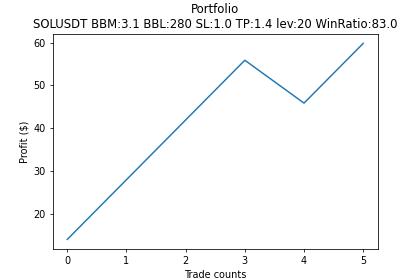 Portfolio
SOLUSDT BBM:3.1 BBL:280 SL:1.0 TP:1.4 lev:20 WinRatio:83.0
60
50
40
30
20
Profit ($)
0 1 2 3 4 5
Trade counts